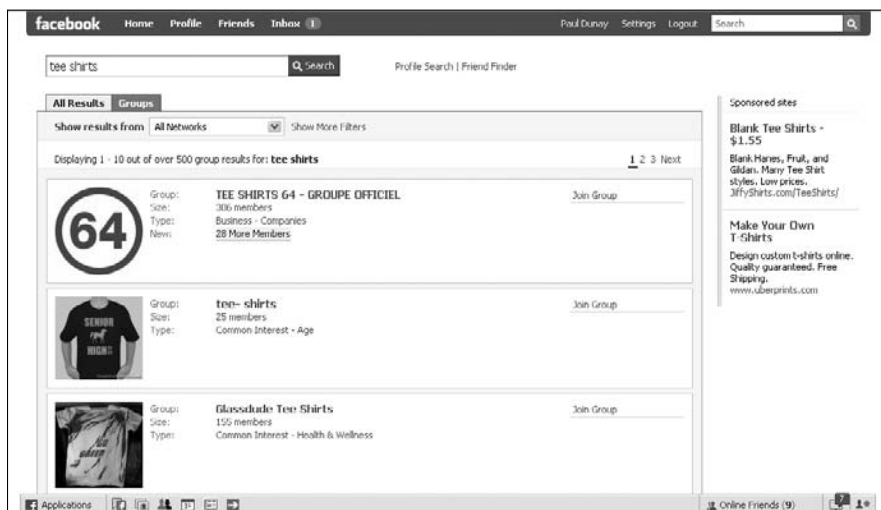 facebook Home Profile Friends Inbox 1 Paul Dunay Settings Logout Search
tee shirts Search Profile Search | Friend Finder
All Results Groups
Show results from All Networks Show More Filters
Displaying 1 - 10 out of over 500 group results for: tee shirts 1 2 3 Next
64
Group: TEE SHIRTS 64 - GROUPE OFFICIEL Join Group
Size: 306 members
Type: Business - Companies
New: 28 More Members
SENIOR
HIGH
Group: tee- shirts Join Group
Size: 25 members
Type: Common Interest - Age
GO
GREEN
Group: Glassdude Tee Shirts Join Group
Size: 155 members
Type: Common Interest - Health & Wellness
Sponsored sites
Blank Tee Shirts -
$1.55
Blank Hanes, Fruit, and
Gildan. Many Tee Shirt
styles. Low prices.
JiffyShirts.com/TeeShirts/
Make Your Own
T-Shirts
Design custom t-shirts online.
Quality guaranteed. Free
Shipping.
www.uberprints.com
Applications 31 Online Friends (9) 7